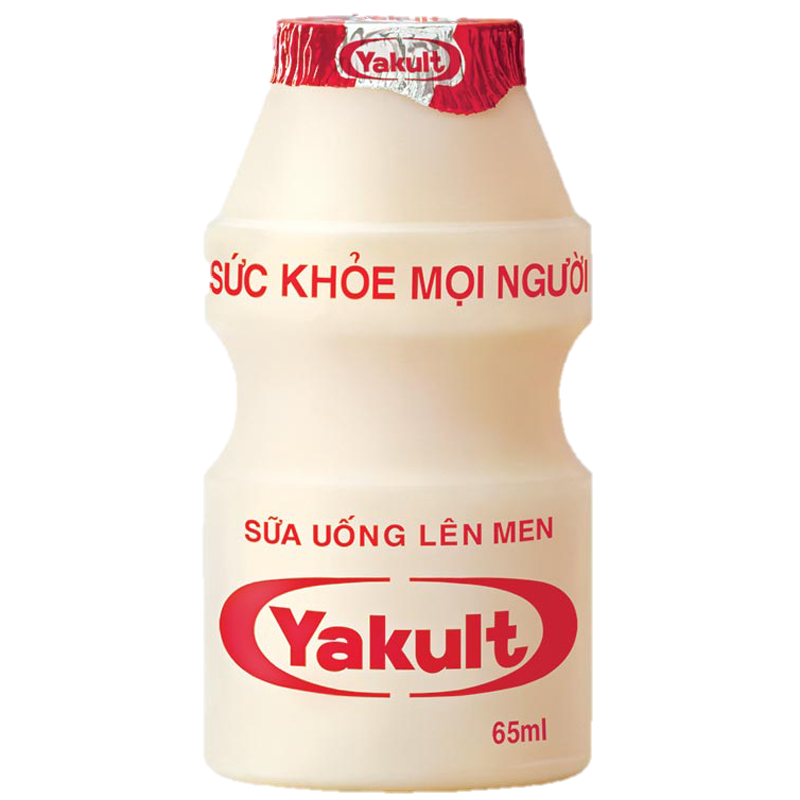 Yakult
SỨC KHỎE MỌI NGƯỜI
SỮA UỐNG LÊN MEN
Yakult
65ml